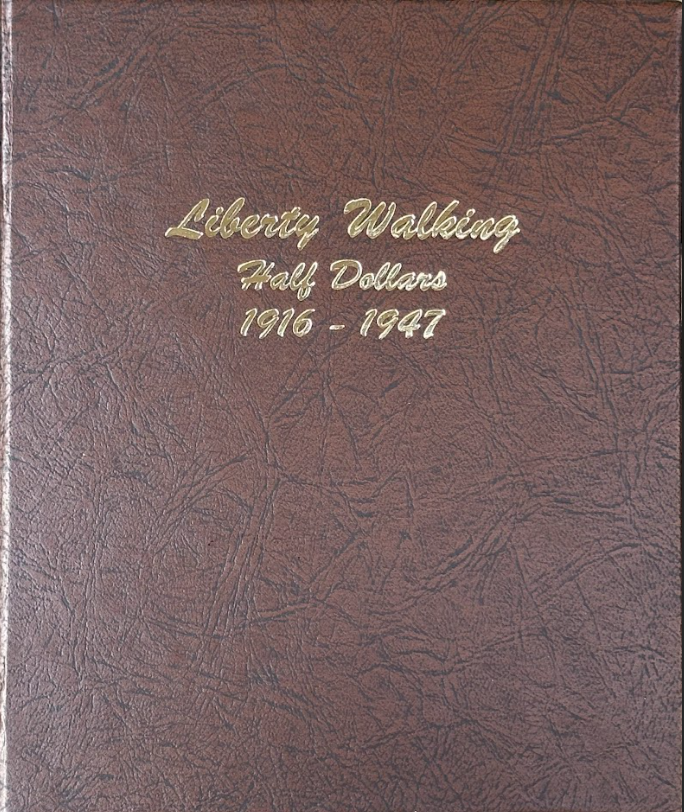 Liberty Walking
Half Dollars
1916 - 1947